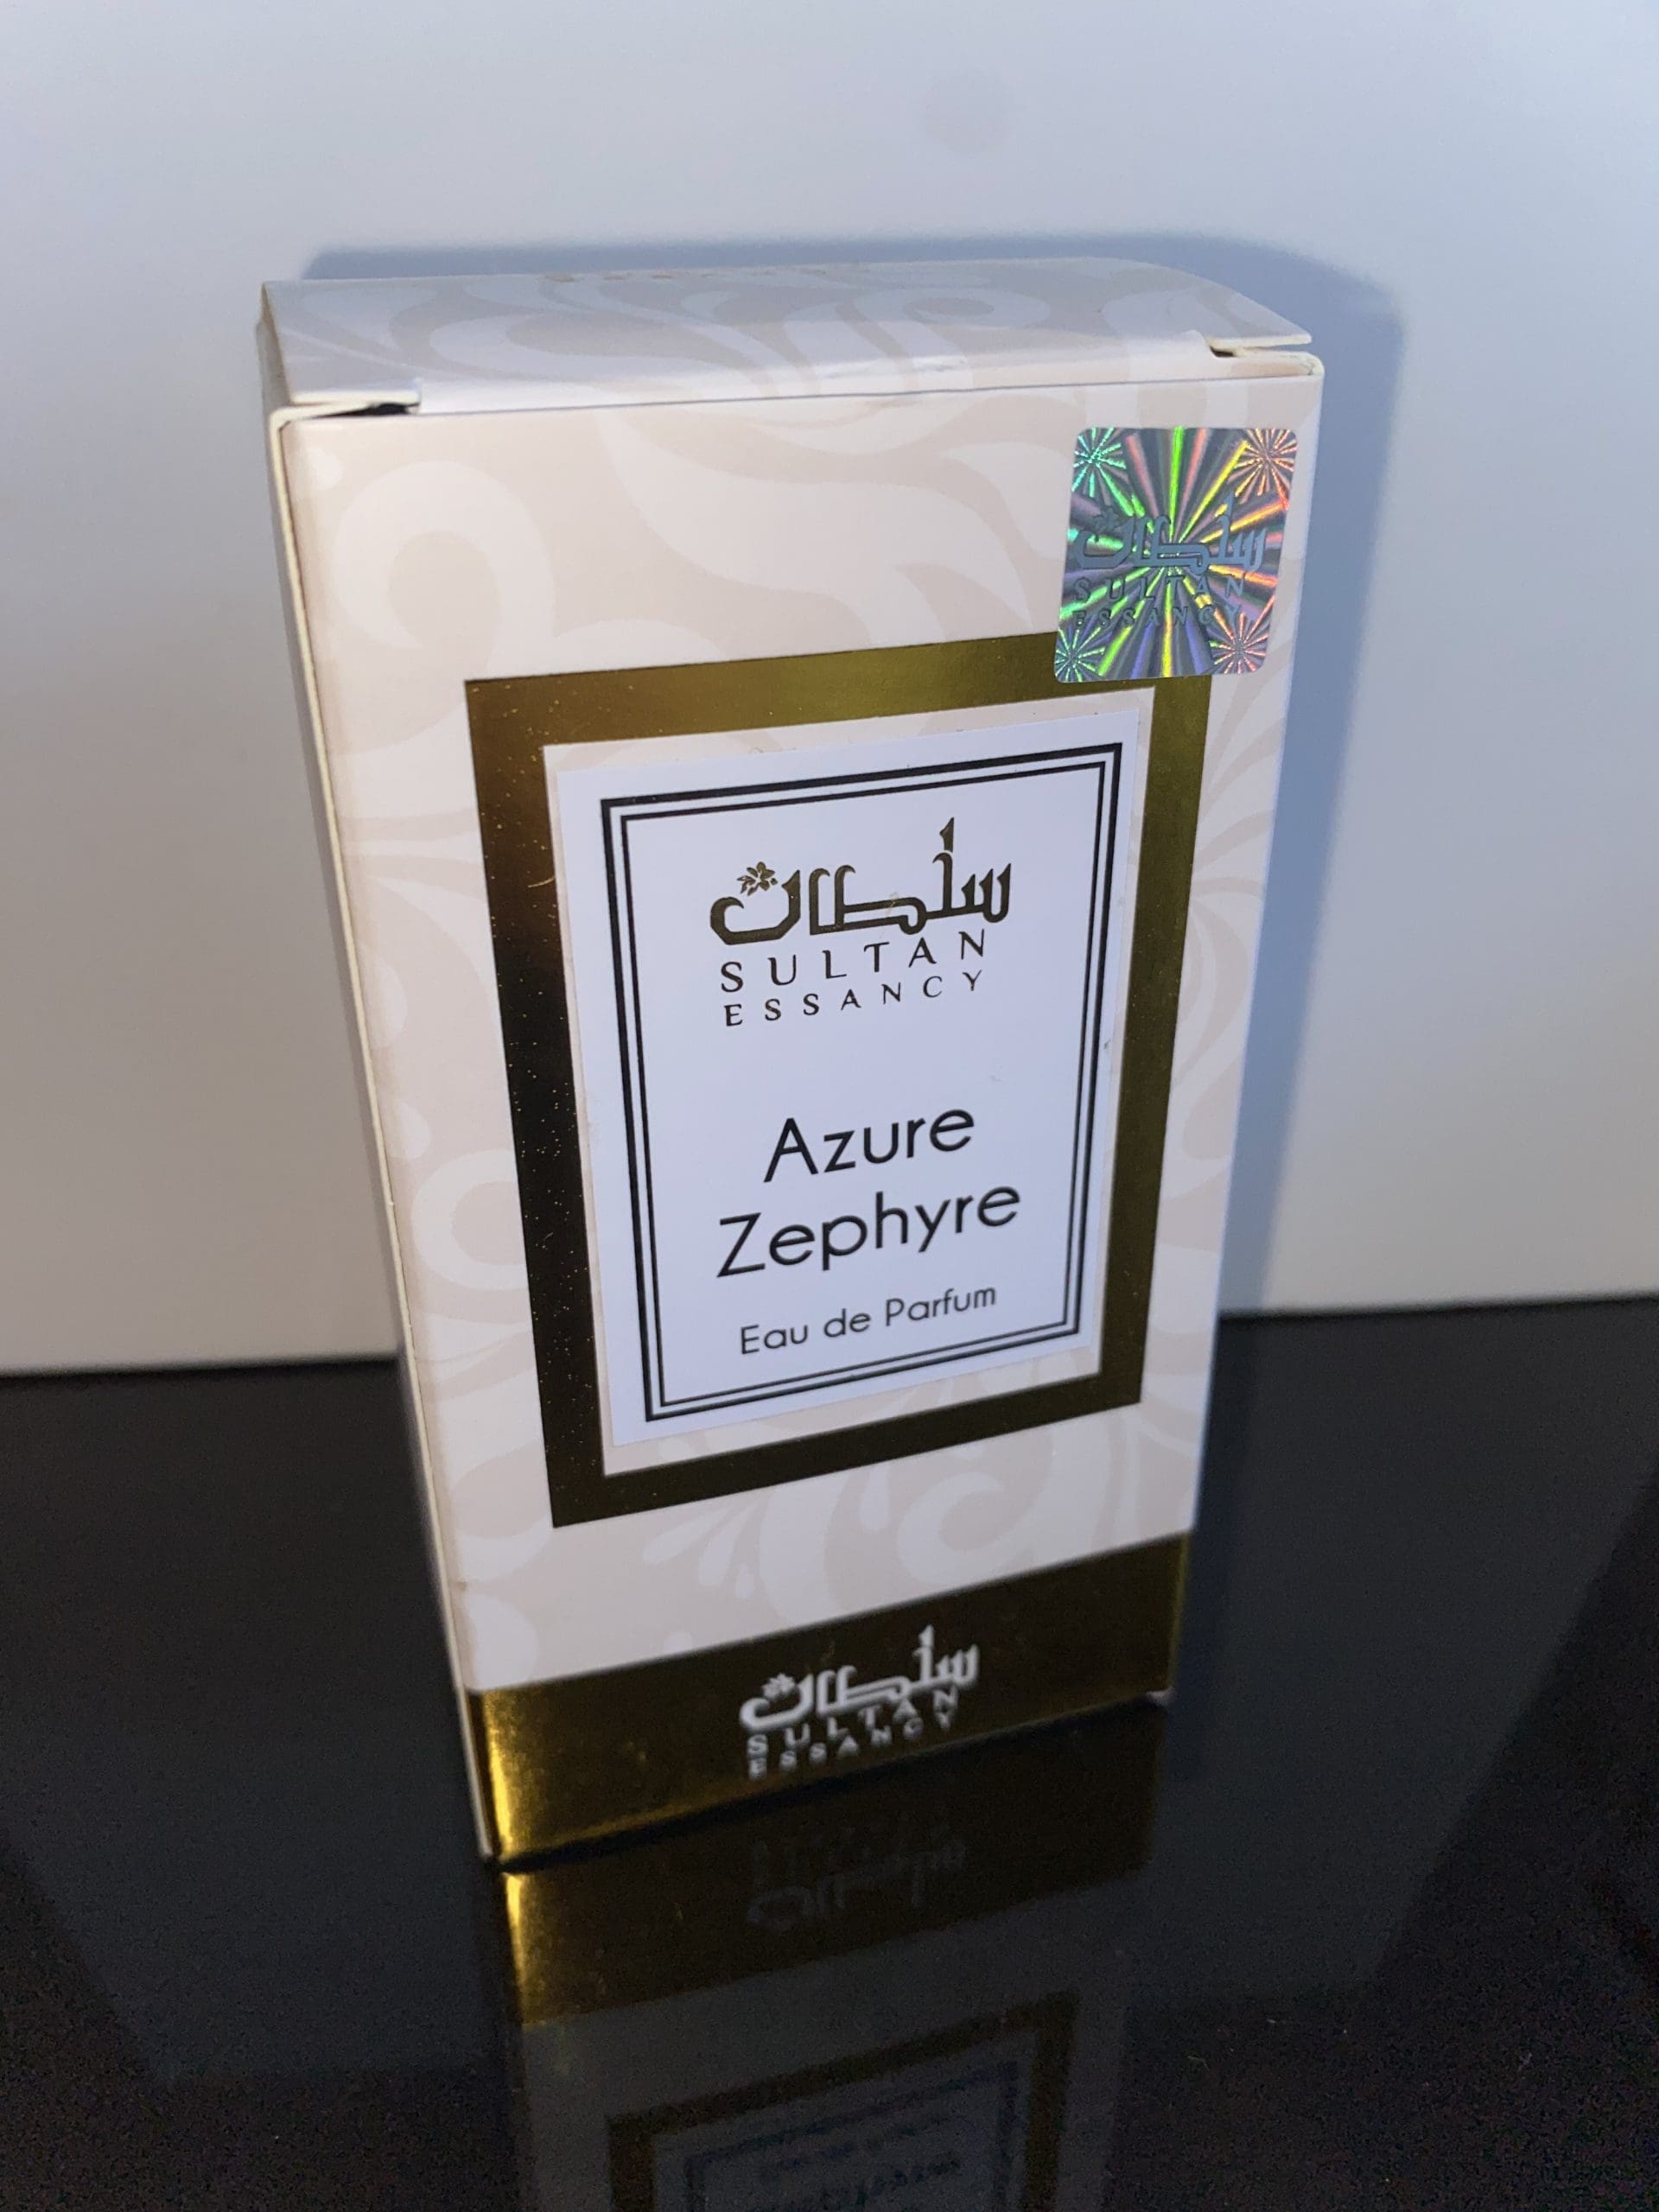 سلطان
SULTAN
ESSANCY
سلطان
SULTAN
ESSANCY
Azure
Zephyre
Eau de Parfum
سلطان
SULTAN
ESSANCY